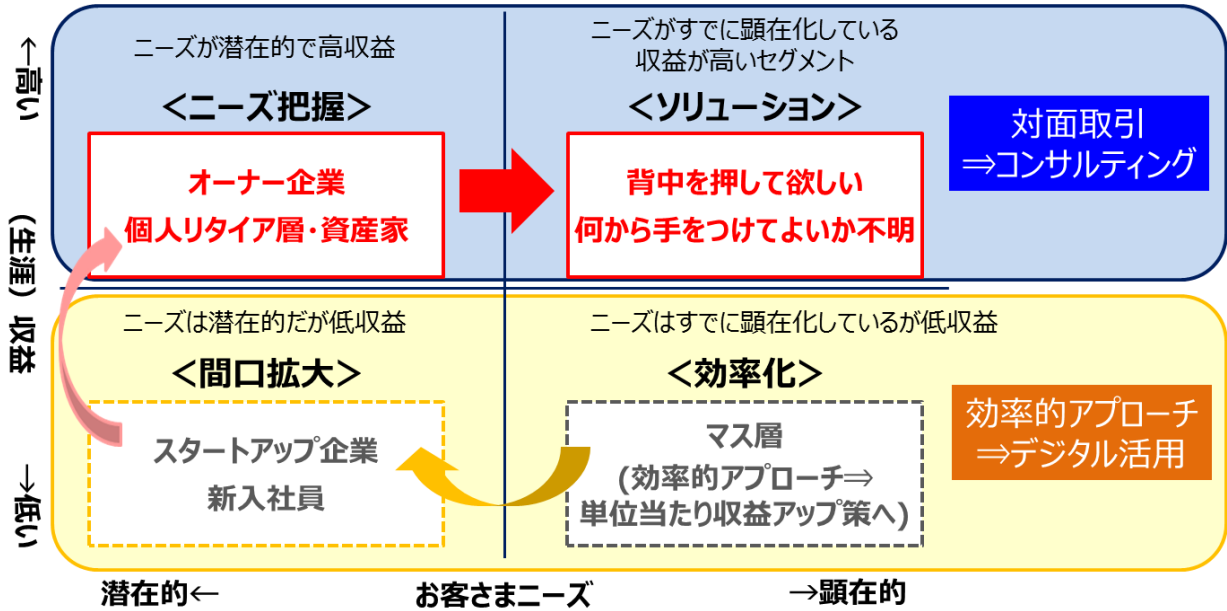 ←高い
(生涯)収益
→低い
ニーズが潜在的で高収益
<ニーズ把握>
オーナー企業
個人リタイア層・資産家
ニーズがすでに顕在化している
収益が高いセグメント
<ソリューション>
背中を押して欲しい
何から手をつけてよいか不明
対面取引
⇒コンサルティング
ニーズは潜在的だが低収益
<間口拡大>
スタートアップ企業
新入社員
ニーズはすでに顕在化しているが低収益
<効率化>
マス層
(効率的アプローチ⇒
単位当たり収益アップ策へ)
効率的アプローチ
⇒デジタル活用
潜在的←
お客さまニーズ
→顕在的